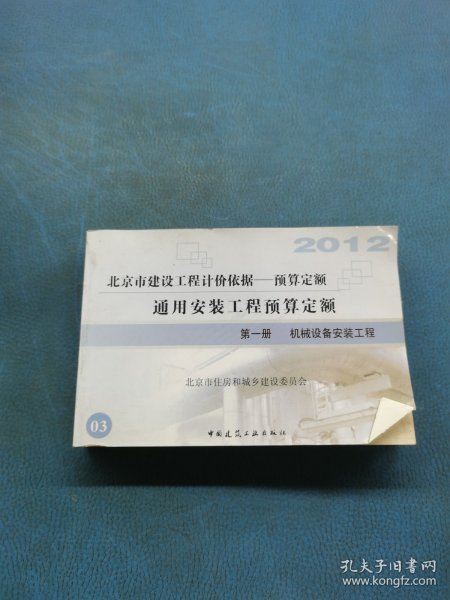 2012
北京市建设工程计价依据——预算定额
通用安装工程预算定额
第一册 机械设备安装工程
北京市住房和城乡建设委员会
03
中国建筑工业出版社
孔夫子旧书网
www.kongfz.com